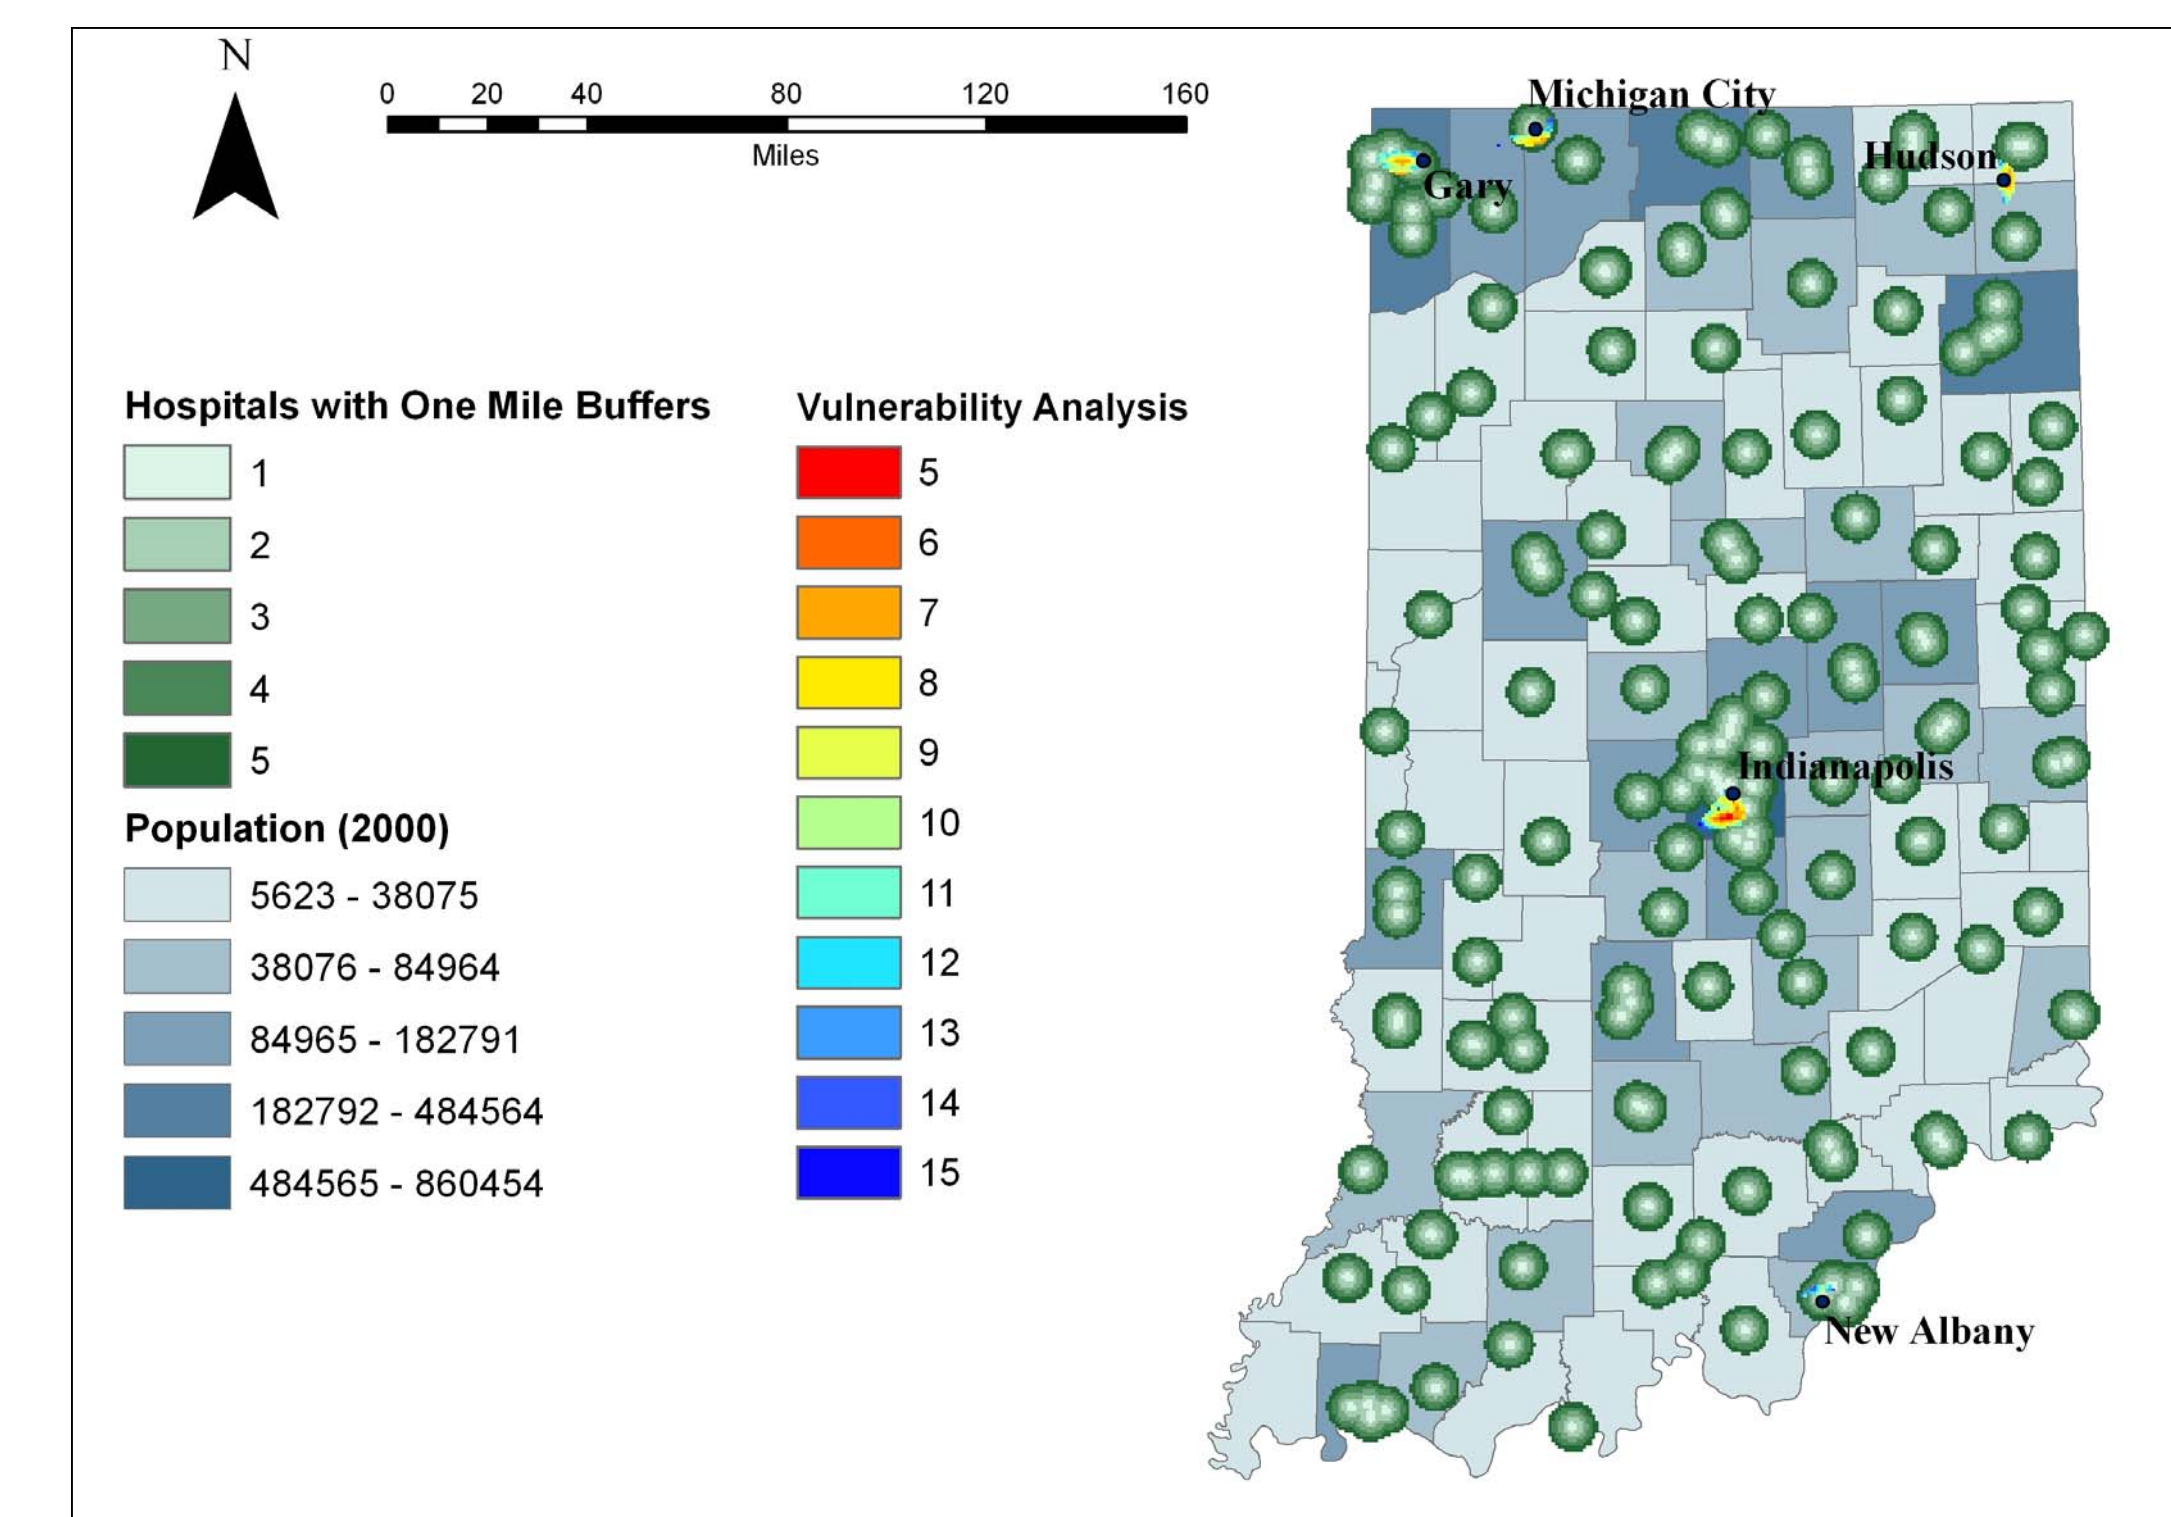 N
0 20 40 80 120 160
Miles
Hospitals with One Mile Buffers
1
2
3
4
5
Population (2000)
5623 - 38075
38076 - 84964
84965 - 182791
182792 - 484564
484565 - 860454
Vulnerability Analysis
5
6
7
8
9
10
11
12
13
14
15
Michigan City
Hudson
Gary
Indianapolis
New Albany